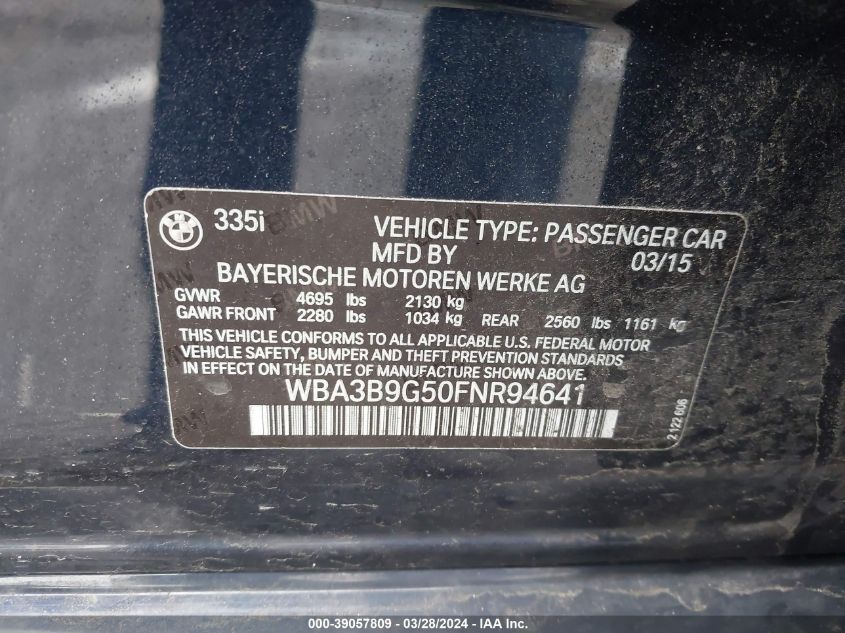 335i VEHICLE TYPE: PASSENGER CAR
MFD BY 03/15
BAYERISCHE MOTOREN WERKE AG
GVWR 4695 lbs 2130 kg
GAWR FRONT 2280 lbs 1034 kg REAR 2560 lbs 1161 kg
THIS VEHICLE CONFORMS TO ALL APPLICABLE U.S. FEDERAL MOTOR
VEHICLE SAFETY, BUMPER AND THEFT PREVENTION STANDARDS
IN EFFECT ON THE DATE OF MANUFACTURE SHOWN ABOVE.
WBA3B9G50FNR94641
2 122 606
000-39057809 - 03/28/2024 - IAA Inc.